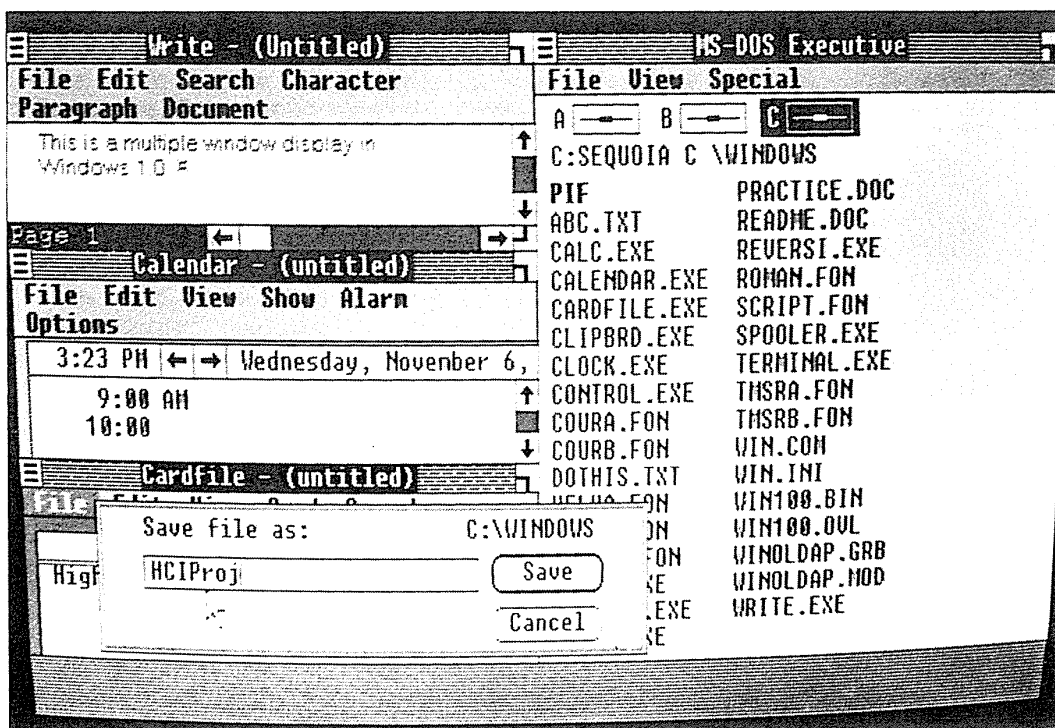 Write - (Untitled)
File Edit Search Character
Paragraph Document
This is a multiple window display in
Windows 1.0
Page 1
Calendar - (untitled)
File Edit View Show Alarm
Options
3:23 PM Wednesday, November 6,
9:00 AM
10:00
Cardfile - (untitled)
File
High
Save file as: C:\WINDOWS
HCIProj
Save
Cancel
MS-DOS Executive
File View Special
A B C
C:SEQUOIA C \WINDOWS
PIF PRACTICE.DOC
ABC.TXT README.DOC
CALC.EXE REVERSI.EXE
CALENDAR.EXE ROMAN.FON
CARDFILE.EXE SCRIPT.FON
CLIPBRD.EXE SPOOLER.EXE
CLOCK.EXE TERMINAL.EXE
CONTROL.EXE TMSRA.FON
COURA.FON TMSRB.FON
COURB.FON WIN.COM
DOTHIS.TXT WIN.INI
WIN100.BIN
WIN100.OVL
FON WINOLDAP.GRB
WINOLDAP.MOD
.EXE WRITE.EXE